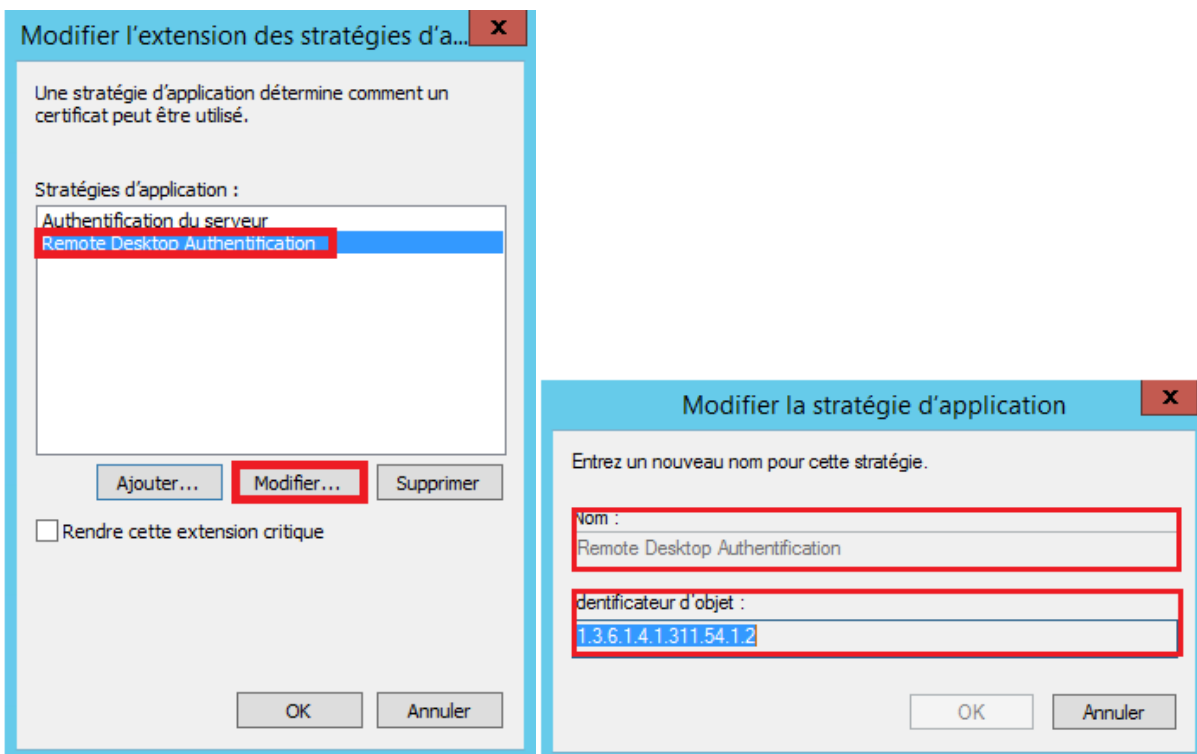 Modifier l'extension des stratégies d'a...
x
Une stratégie d'application détermine comment un
certificat peut être utilisé.
Stratégies d'application :
Authentification du serveur
Remote Desktop Authentification
Ajouter...
Modifier...
Supprimer
Rendre cette extension critique
OK
Annuler
Modifier la stratégie d'application
x
Entrez un nouveau nom pour cette stratégie.
Nom :
Remote Desktop Authentification
dentificateur d'objet :
1.3.6.1.4.1.311.54.1.2
OK
Annuler